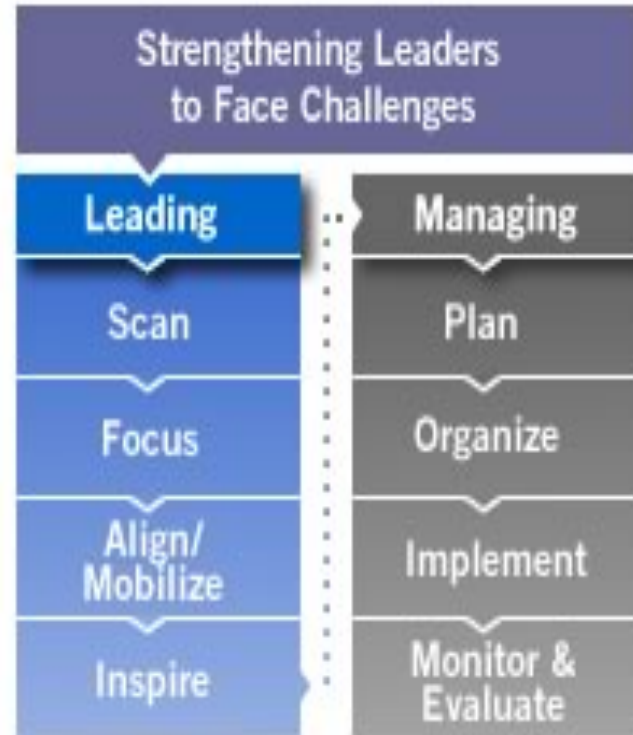 Strengthening Leaders
to Face Challenges
Leading
Scan
Focus
Align/
Mobilize
Inspire
Managing
Plan
Organize
Implement
Monitor &
Evaluate